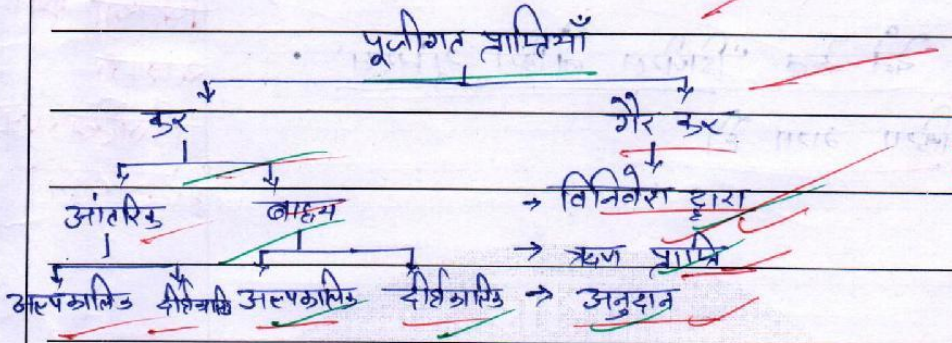 पूंजीगत प्राप्तियाँ
कर गैर कर
आंतरिक बाह्य → विनिवेश द्वारा
→ ऋण प्राप्ति
अल्पकालिक दीर्घकालिक अल्पकालिक दीर्घकालिक → अनुदान